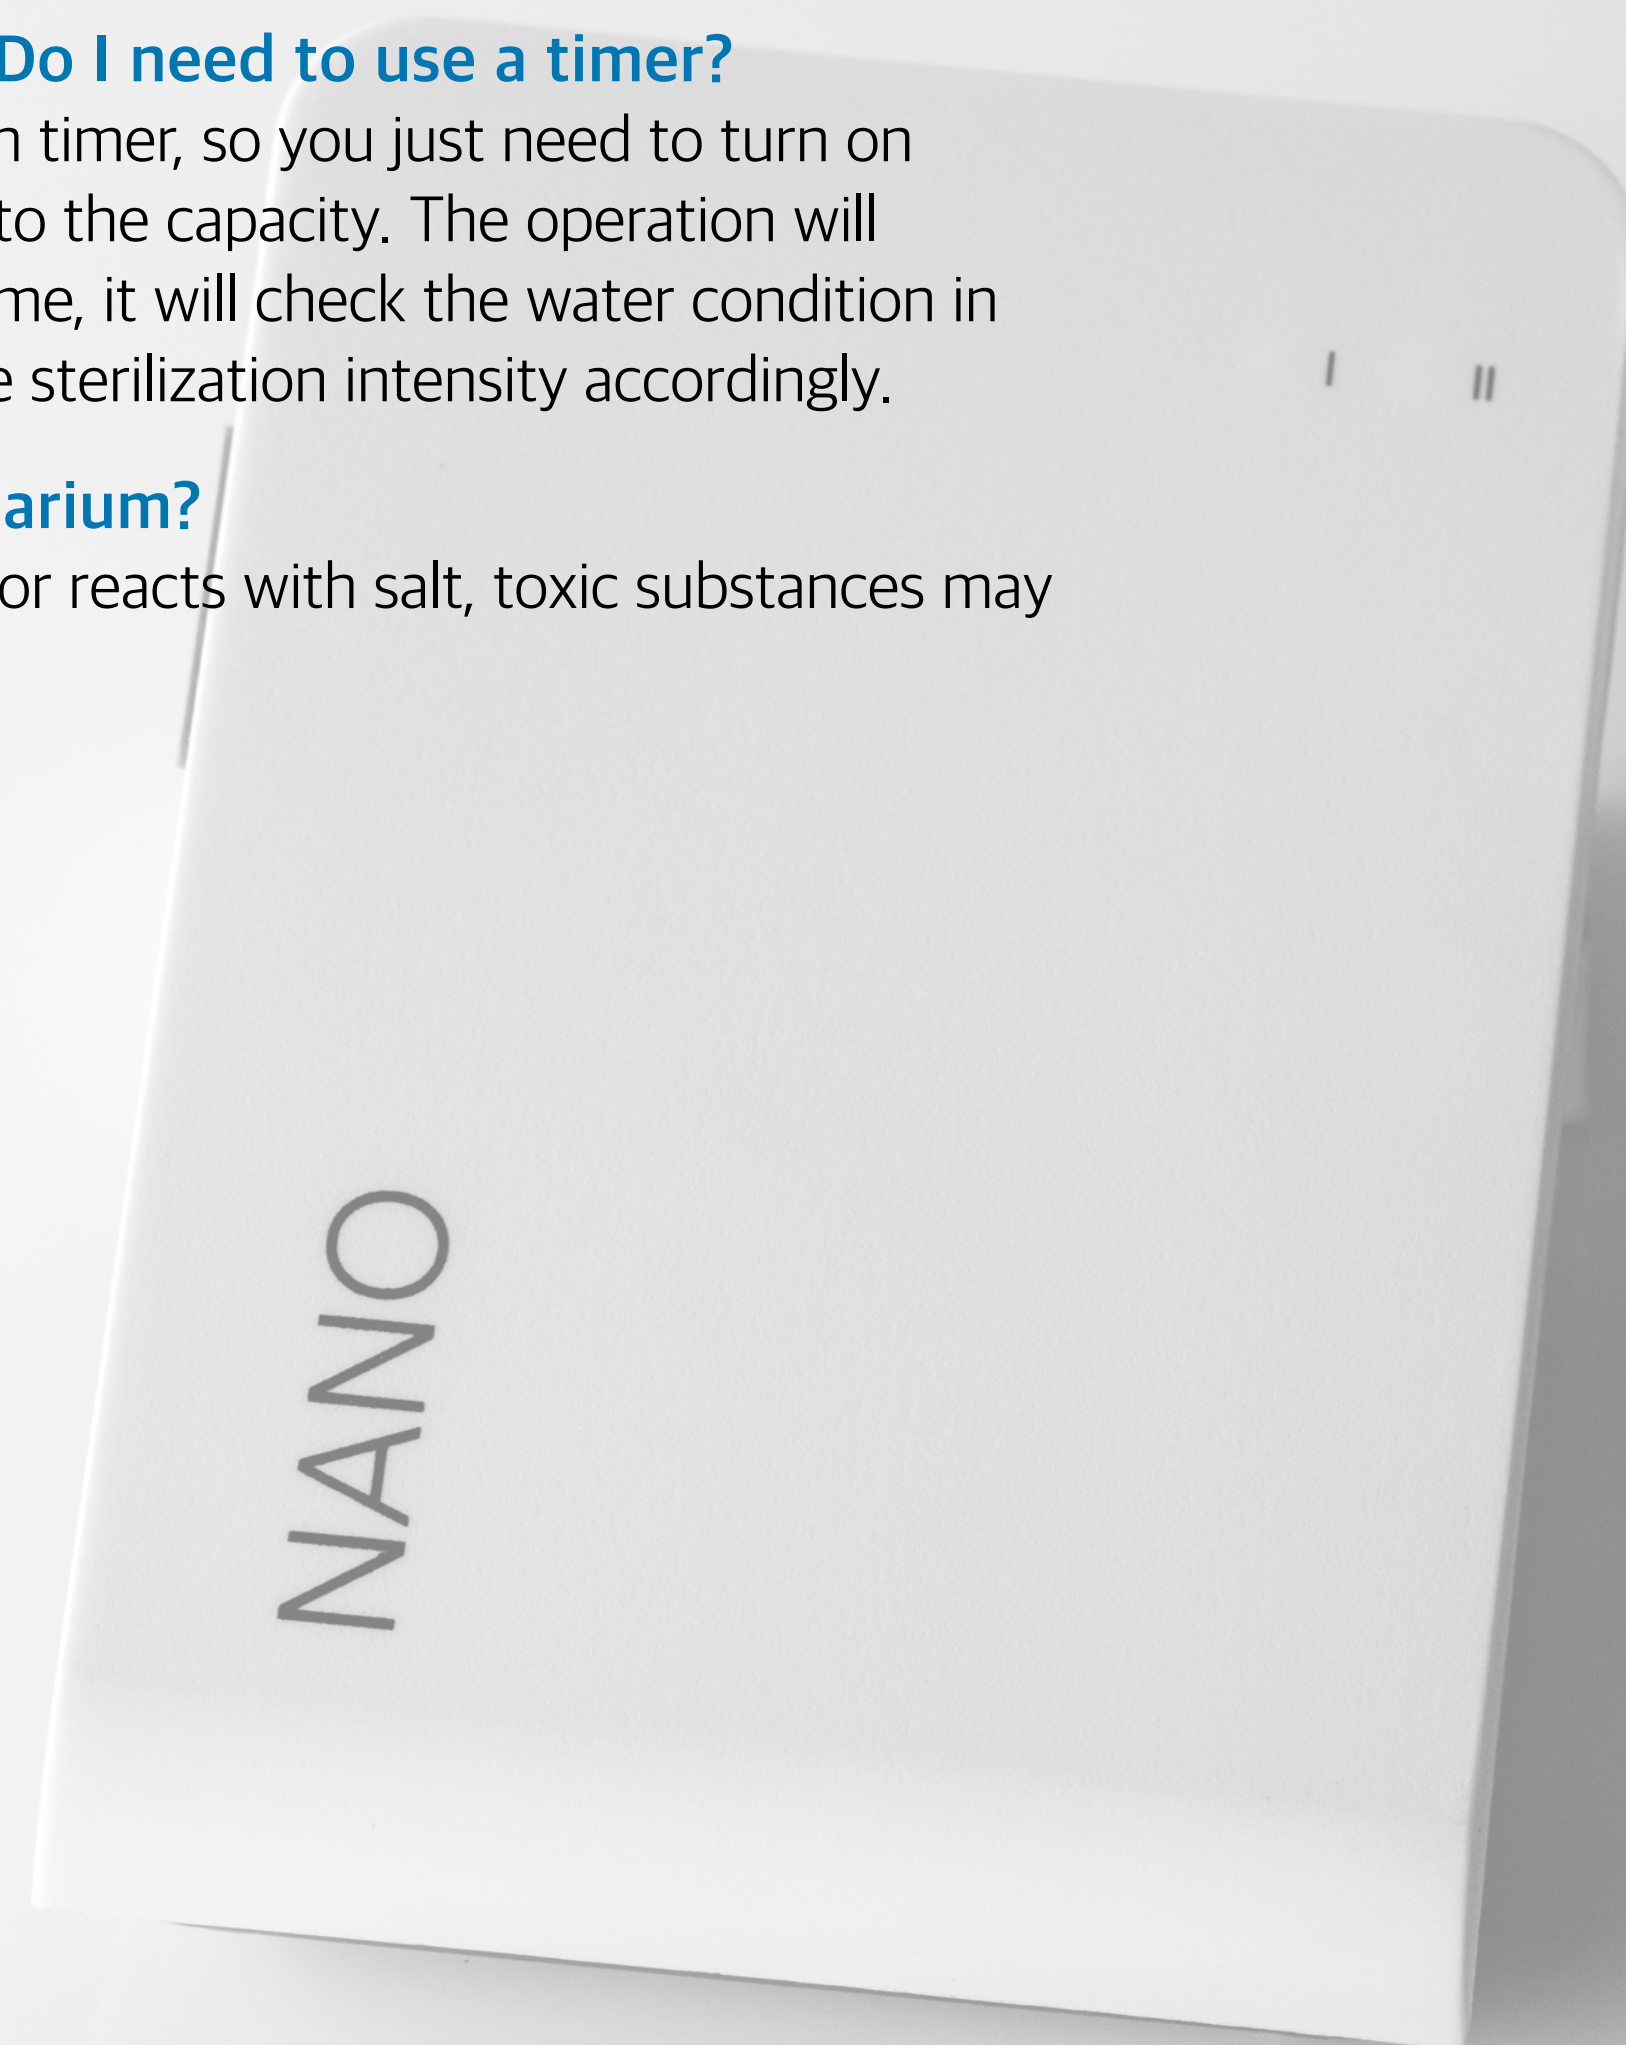 Do I need to use a timer?
n timer, so you just need to turn on
to the capacity. The operation will
me, it will check the water condition in
e sterilization intensity accordingly.
arium?
or reacts with salt, toxic substances may
I II
NANO